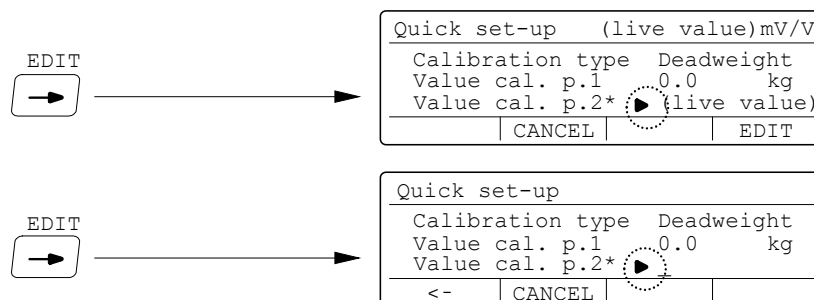 EDIT
Quick set-up (live value)mV/V
Calibration type Deadweight
Value cal. p.1 0.0 kg
Value cal. p.2* (live value)
CANCEL EDIT
EDIT
Quick set-up
Calibration type Deadweight
Value cal. p.1 0.0 kg
Value cal. p.2* _
<- CANCEL